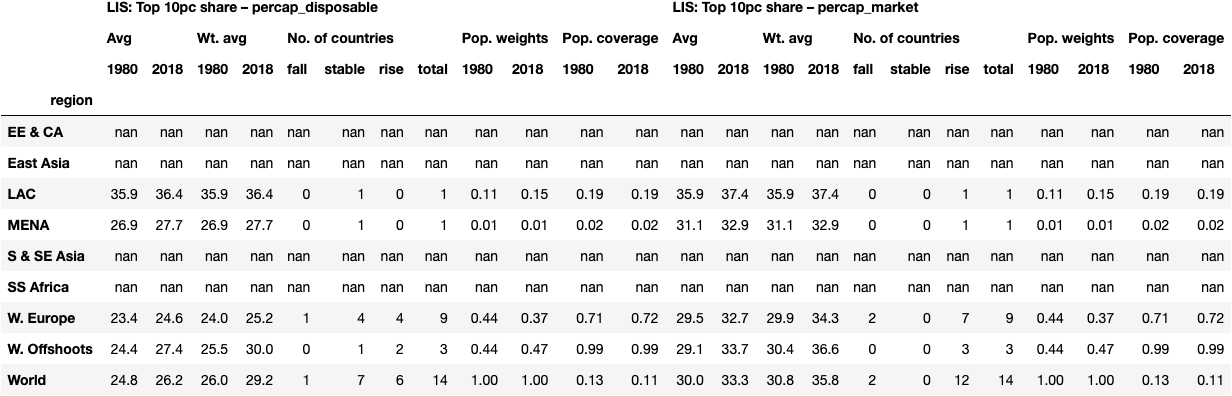 LIS: Top 10pc share – percap_disposable LIS: Top 10pc share – percap_market
Avg Wt. avg No. of countries Pop. weights Pop. coverage Avg Wt. avg No. of countries Pop. weights Pop. coverage
1980 2018 1980 2018 fall stable rise total 1980 2018 1980 2018 1980 2018 1980 2018 fall stable rise total 1980 2018 1980 2018
region
EE & CA nan nan nan nan nan nan nan nan nan nan nan nan nan nan nan nan nan nan nan nan nan nan nan nan
East Asia nan nan nan nan nan nan nan nan nan nan nan nan nan nan nan nan nan nan nan nan nan nan nan nan
LAC 35.9 36.4 35.9 36.4 0 1 0 1 0.11 0.15 0.19 0.19 35.9 37.4 35.9 37.4 0 0 1 1 0.11 0.15 0.19 0.19
MENA 26.9 27.7 26.9 27.7 0 1 0 1 0.01 0.01 0.02 0.02 31.1 32.9 31.1 32.9 0 0 1 1 0.01 0.01 0.02 0.02
S & SE Asia nan nan nan nan nan nan nan nan nan nan nan nan nan nan nan nan nan nan nan nan nan nan nan nan
SS Africa nan nan nan nan nan nan nan nan nan nan nan nan nan nan nan nan nan nan nan nan nan nan nan nan
W. Europe 23.4 24.6 24.0 25.2 1 4 4 9 0.44 0.37 0.71 0.72 29.5 32.7 29.9 34.3 2 0 7 9 0.44 0.37 0.71 0.72
W. Offshoots 24.4 27.4 25.5 30.0 0 1 2 3 0.44 0.47 0.99 0.99 29.1 33.7 30.4 36.6 0 0 3 3 0.44 0.47 0.99 0.99
World 24.8 26.2 26.0 29.2 1 7 6 14 1.00 1.00 0.13 0.11 30.0 33.3 30.8 35.8 2 0 12 14 1.00 1.00 0.13 0.11